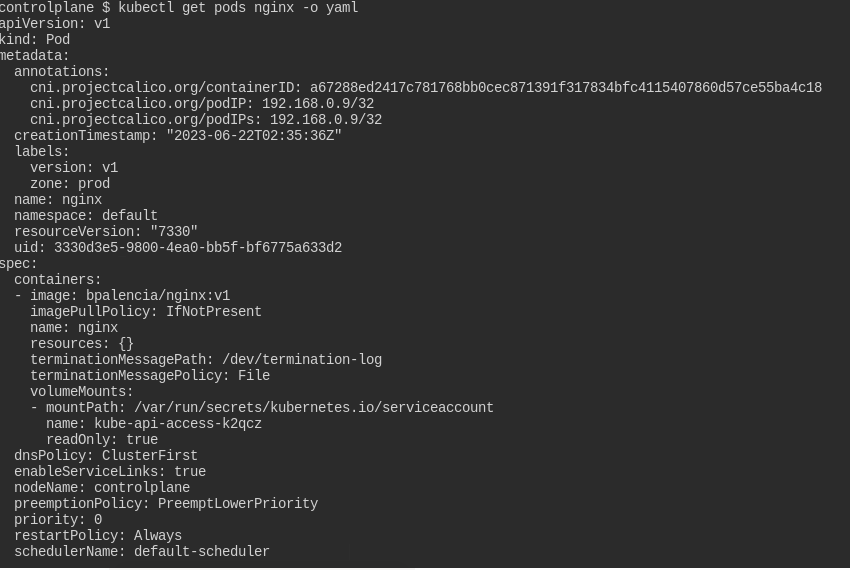 controlplane $ kubectl get pods nginx -o yaml
apiVersion: v1
kind: Pod
metadata:
  annotations:
    cni.projectcalico.org/containerID: a67288ed2417c781768bb0cec871391f317834bfc4115407860d57ce55ba4c18
    cni.projectcalico.org/podIP: 192.168.0.9/32
    cni.projectcalico.org/podIPs: 192.168.0.9/32
  creationTimestamp: "2023-06-22T02:35:36Z"
  labels:
    version: v1
    zone: prod
  name: nginx
  namespace: default
  resourceVersion: "7330"
  uid: 3330d3e5-9800-4ea0-bb5f-bf6775a633d2
spec:
  containers:
  - image: bpalencia/nginx:v1
    imagePullPolicy: IfNotPresent
    name: nginx
    resources: {}
    terminationMessagePath: /dev/termination-log
    terminationMessagePolicy: File
    volumeMounts:
    - mountPath: /var/run/secrets/kubernetes.io/serviceaccount
      name: kube-api-access-k2qcz
      readOnly: true
  dnsPolicy: ClusterFirst
  enableServiceLinks: true
  nodeName: controlplane
  preemptionPolicy: PreemptLowerPriority
  priority: 0
  restartPolicy: Always
  schedulerName: default-scheduler